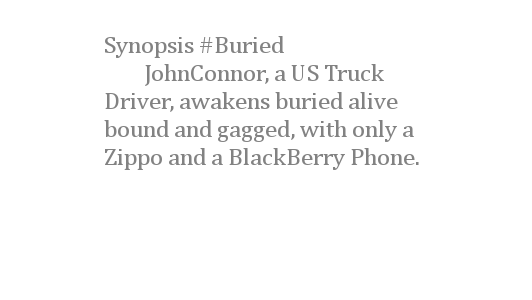 Synopsis #Buried
JohnConnor, a US Truck
Driver, awakens buried alive
bound and gagged, with only a
Zippo and a BlackBerry Phone.